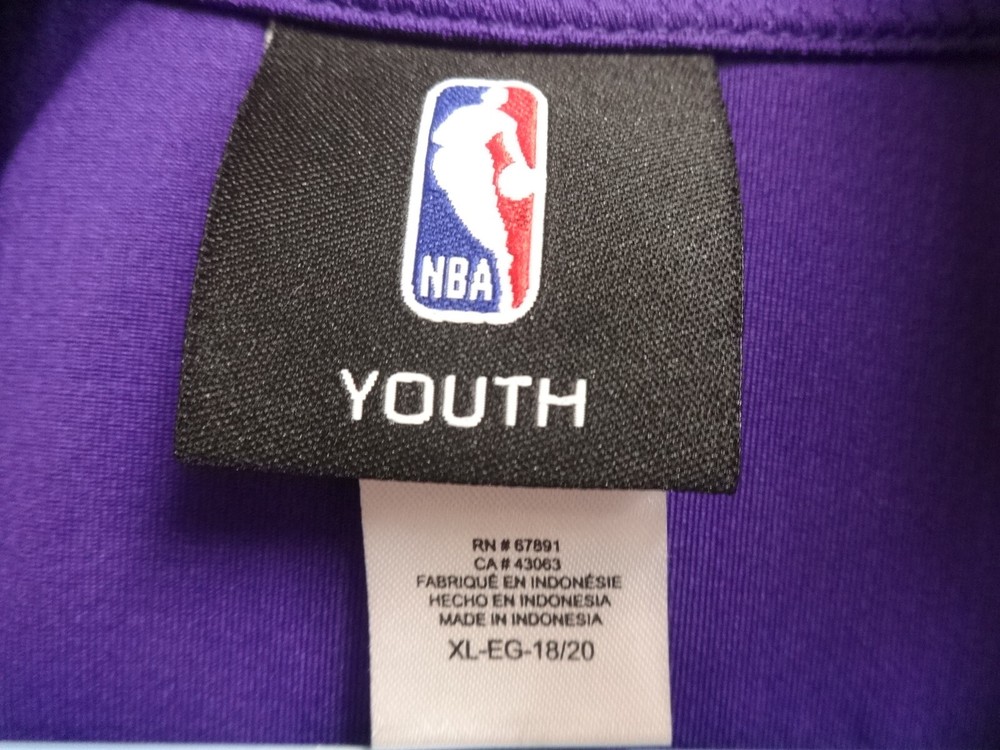 NBA
YOUTH
RN # 67891
CA # 43063
FABRIQUÉ EN INDONÉSIE
HECHO EN INDONESIA
MADE IN INDONESIA
XL-EG-18/20